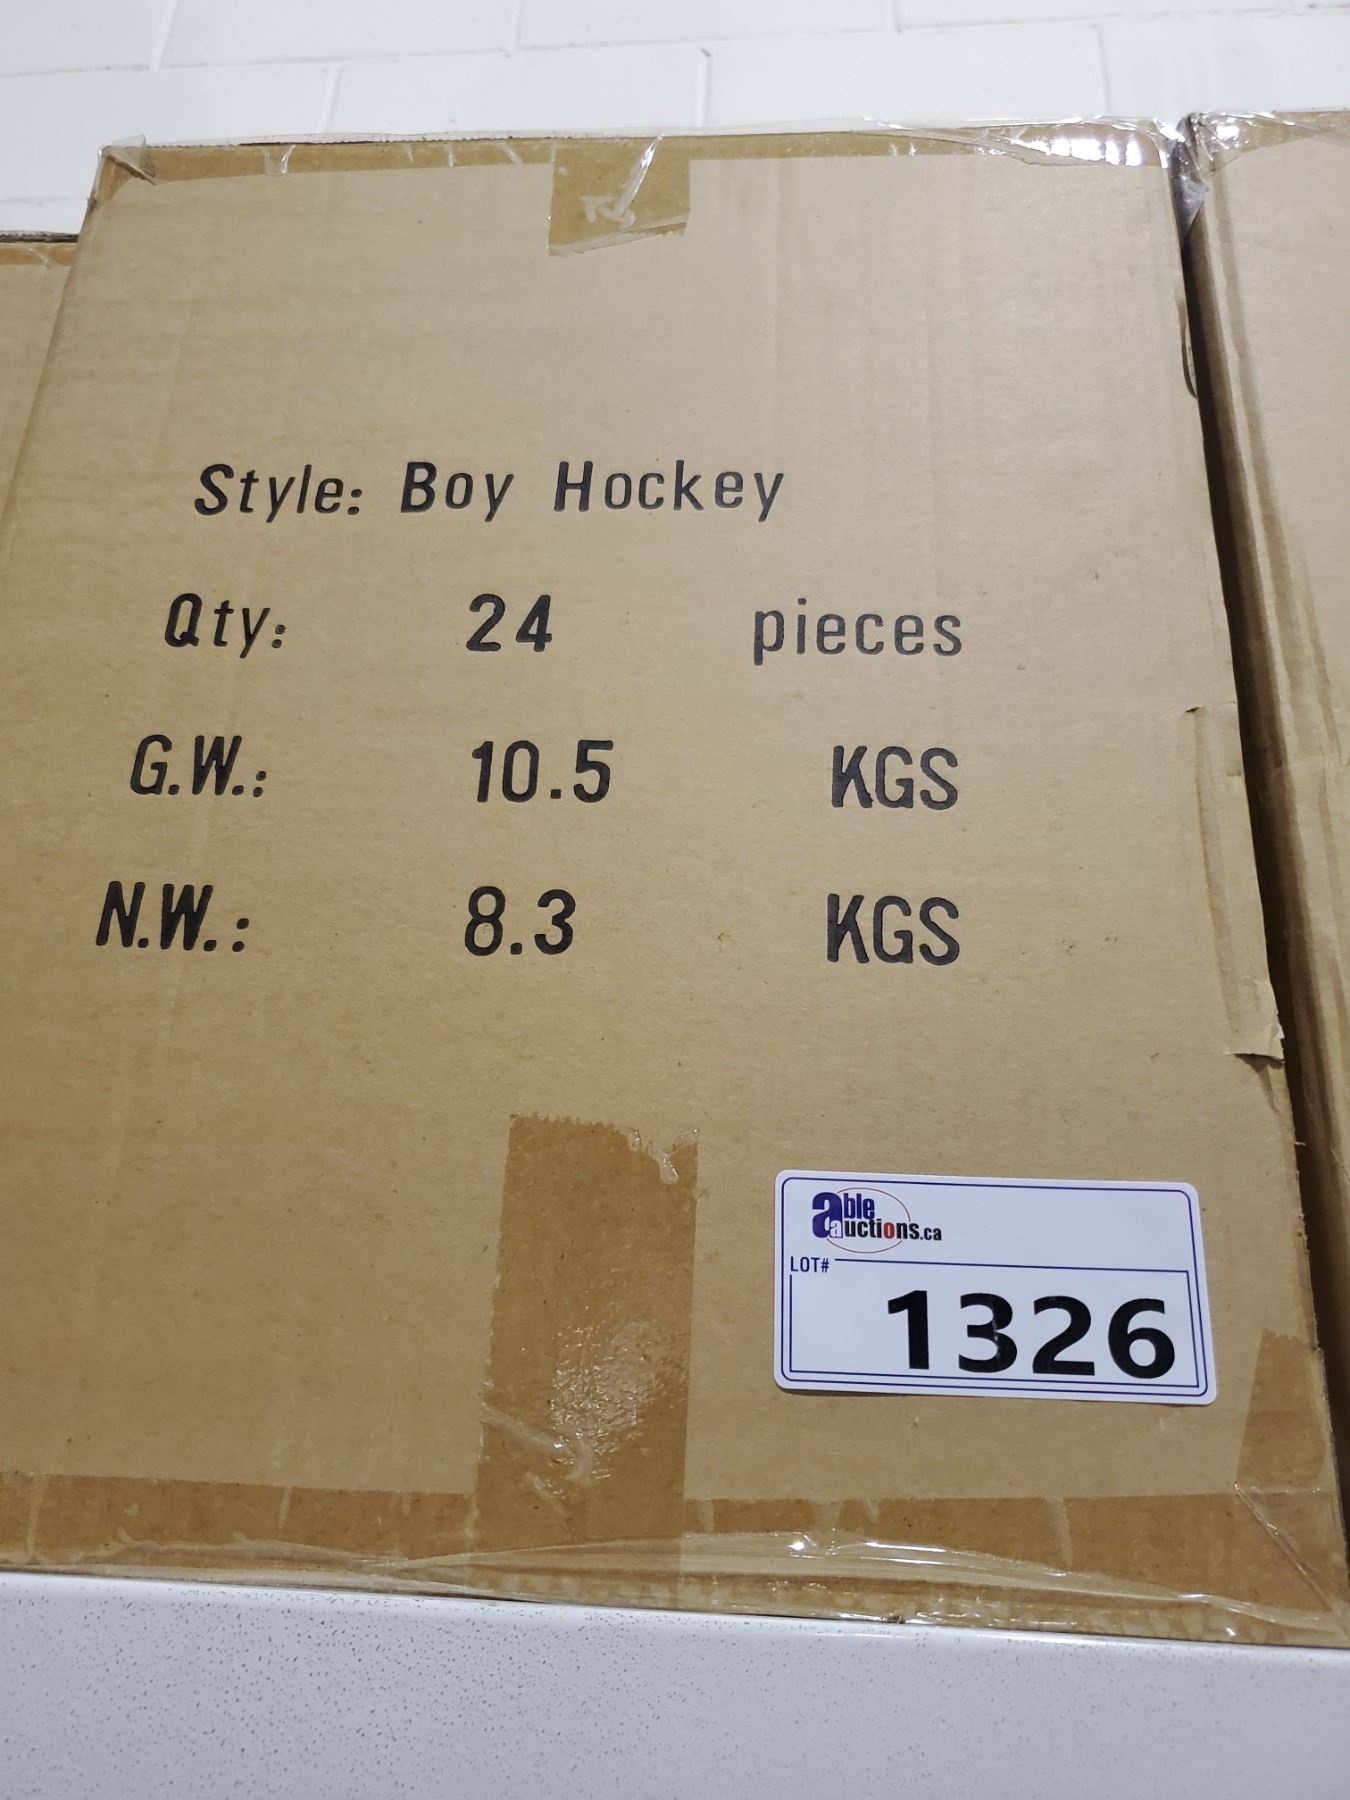 Style: Boy Hockey
Qty: 24 pieces
G.W.: 10.5 KGS
N.W.: 8.3 KGS
able
auctions.ca
LOT#
1326